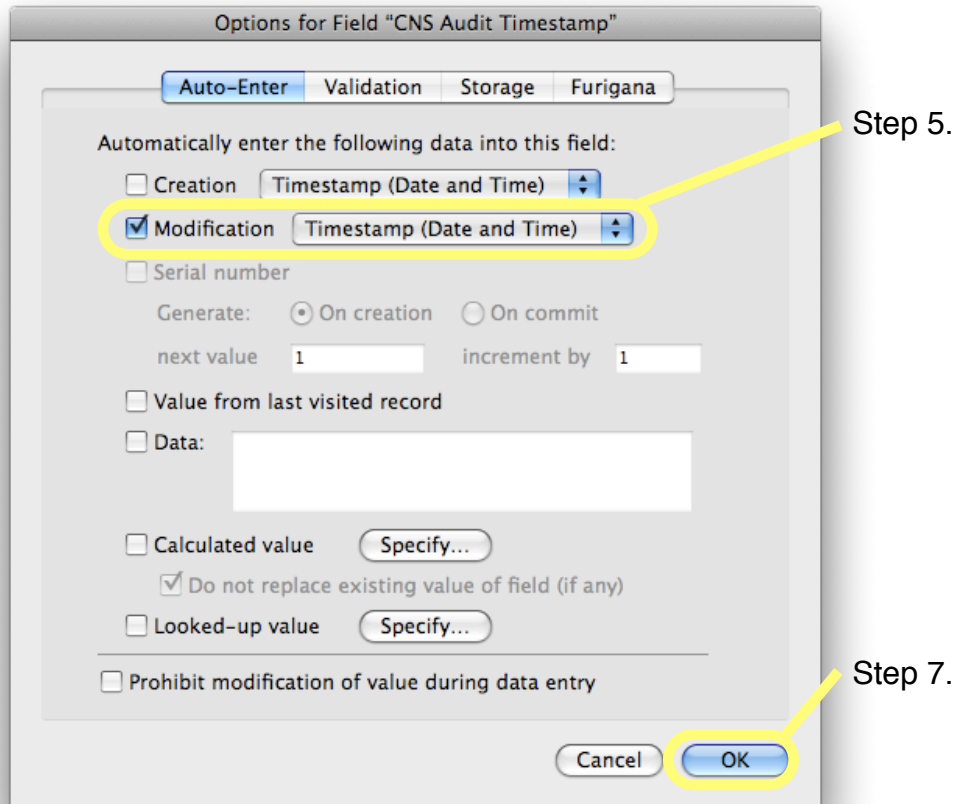 Options for Field “CNS Audit Timestamp”
Auto-Enter Validation Storage Furigana
Step 5.
Automatically enter the following data into this field:
Creation Timestamp (Date and Time)
Modification Timestamp (Date and Time)
Serial number
Generate: On creation On commit
next value 1 increment by 1
Value from last visited record
Data:
Calculated value Specify...
Do not replace existing value of field (if any)
Looked-up value Specify...
Prohibit modification of value during data entry
Step 7.
Cancel OK